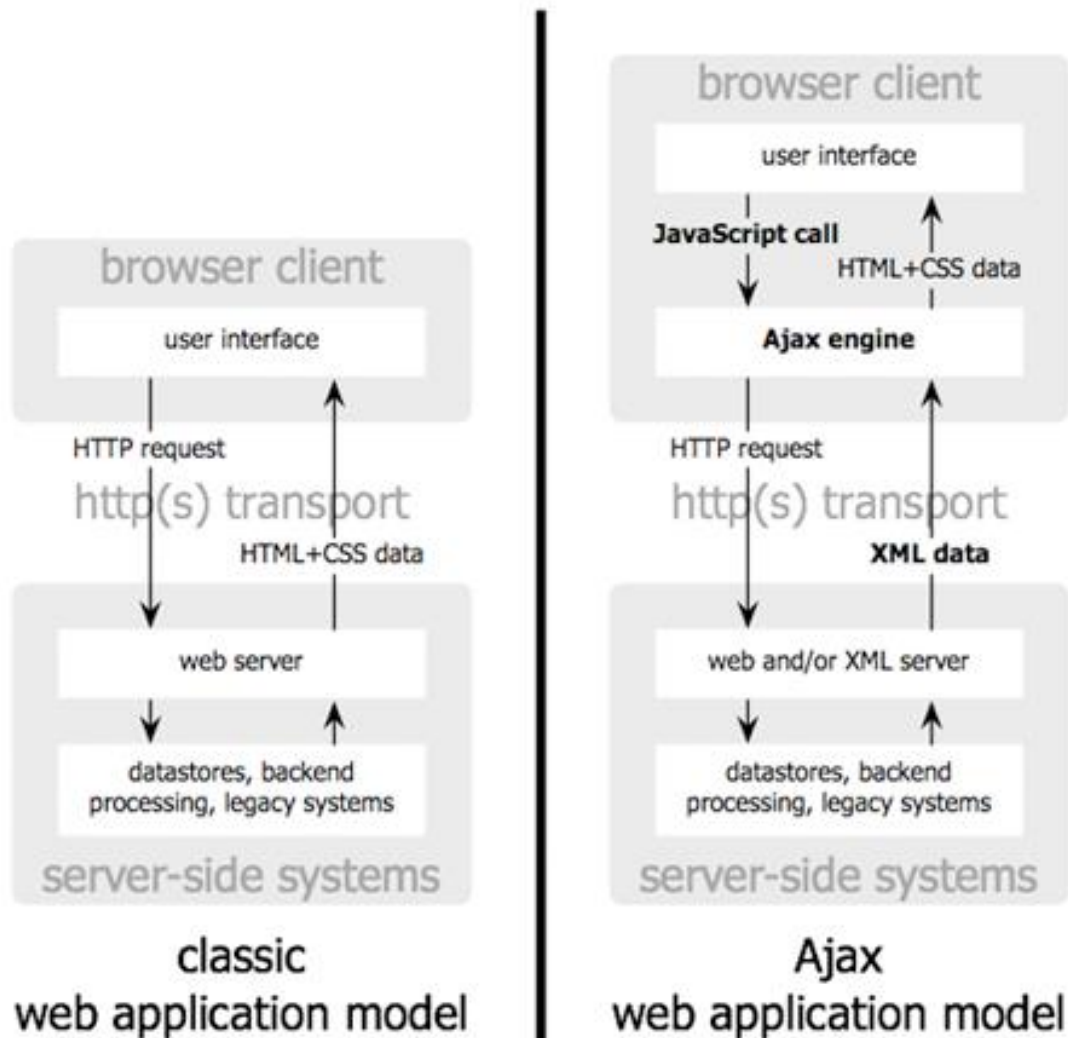 browser client
user interface
HTTP request
http(s) transport
HTML+CSS data
web server
datastores, backend
processing, legacy systems
server-side systems
classic
web application model
browser client
user interface
JavaScript call
HTML+CSS data
Ajax engine
HTTP request
http(s) transport
XML data
web and/or XML server
datastores, backend
processing, legacy systems
server-side systems
Ajax
web application model